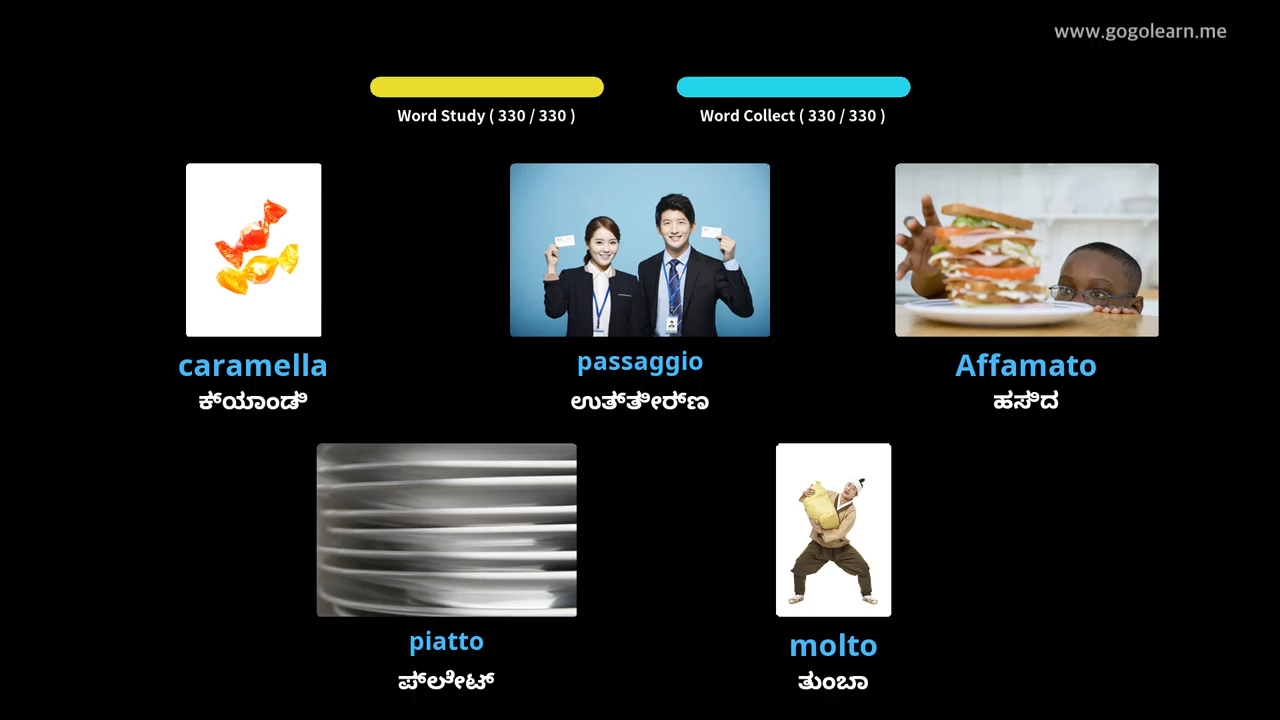 www.gogolearn.me
Word Study ( 330 / 330 )
Word Collect ( 330 / 330 )
caramella
passaggio
Affamato
ಕ್ಯಾಂಡಿ
ಉತ್ತೀರ್ಣ
ಹಸಿದ
piatto
molto
ಪ್ಲೇಟ್
ತುಂಬಾ